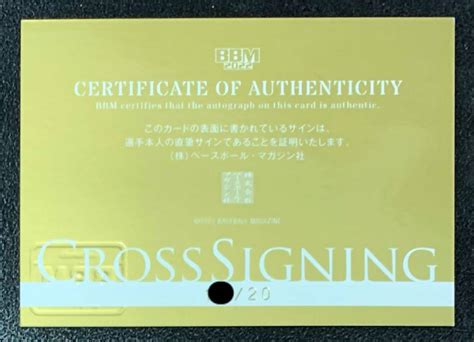 BBM
2022
CERTIFICATE OF AUTHENTICITY
BBM certifies that the autograph on this card is authentic.
このカードの表面に書かれているサインは、
選手本人の直筆サインであることを証明いたします。
(株)ベースボール・マガジン社
CROSSSIGNING
/20